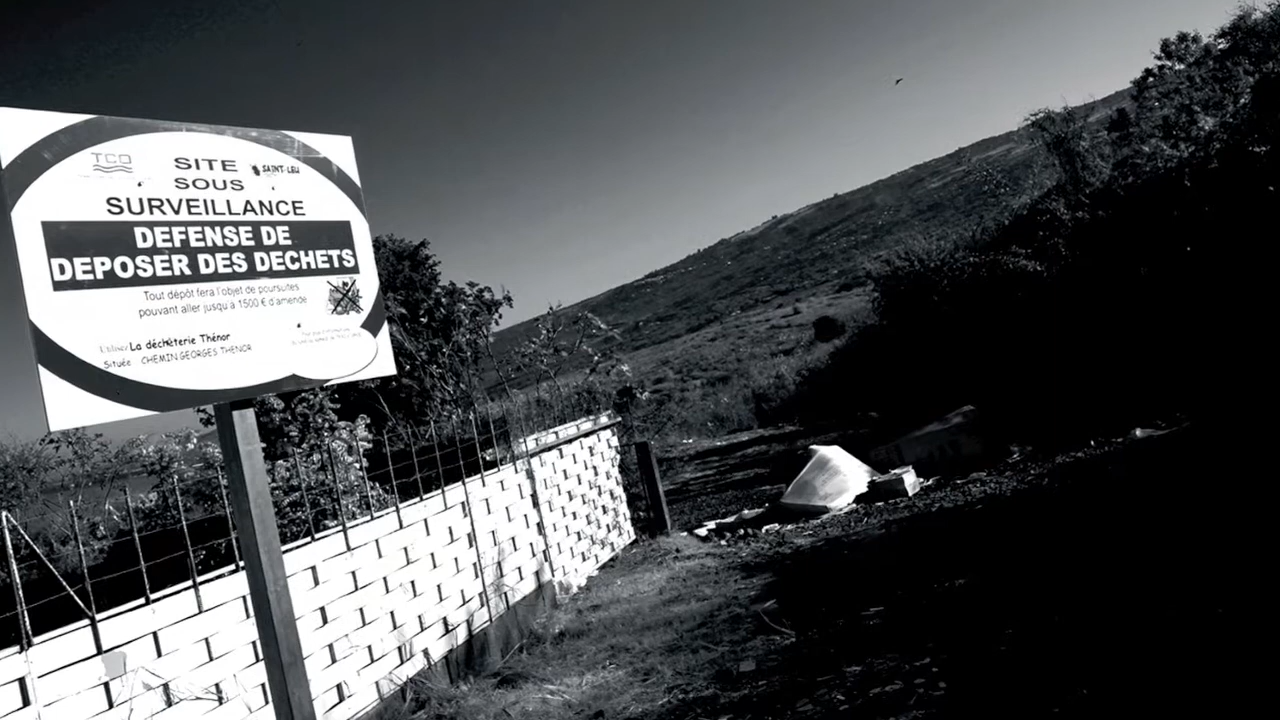 TCO
SITE
SAINT-LEU
SOUS
SURVEILLANCE
DEFENSE DE
DEPOSER DES DECHETS
Tout dépôt fera l'objet de poursuites
pouvant aller jusqu'à 1500 € d'amende
Utilisez La déchèterie Thénor
Située CHEMIN GEORGES THENOR